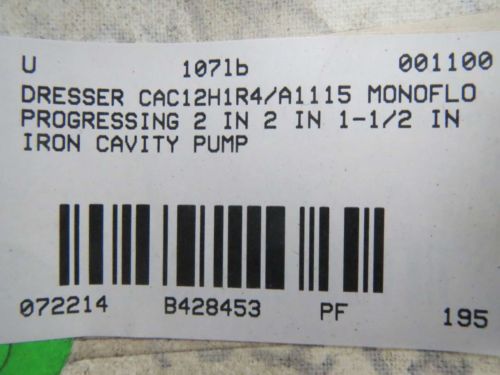 U 107lb 001100
DRESSER CAC12H1R4/A1115 MONOFLO
PROGRESSING 2 IN 2 IN 1-1/2 IN
IRON CAVITY PUMP
072214 B428453 PF 195